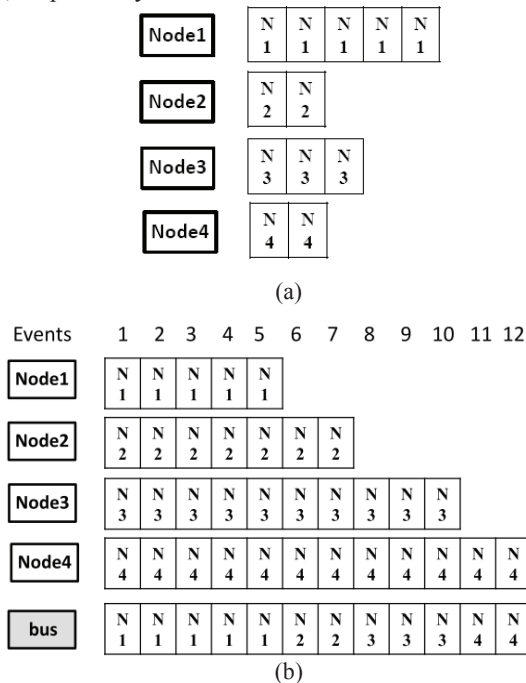 Node1 N N N N N
1 1 1 1 1
Node2 N N
2 2
Node3 N N N
3 3 3
Node4 N N
4 4
(a)
Events 1 2 3 4 5 6 7 8 9 10 11 12
Node1 N N N N N
1 1 1 1 1
Node2 N N N N N N N
2 2 2 2 2 2 2
Node3 N N N N N N N N N N
3 3 3 3 3 3 3 3 3 3
Node4 N N N N N N N N N N N N
4 4 4 4 4 4 4 4 4 4 4 4
bus N N N N N N N N N N N N
1 1 1 1 1 2 2 3 3 3 4 4
(b)